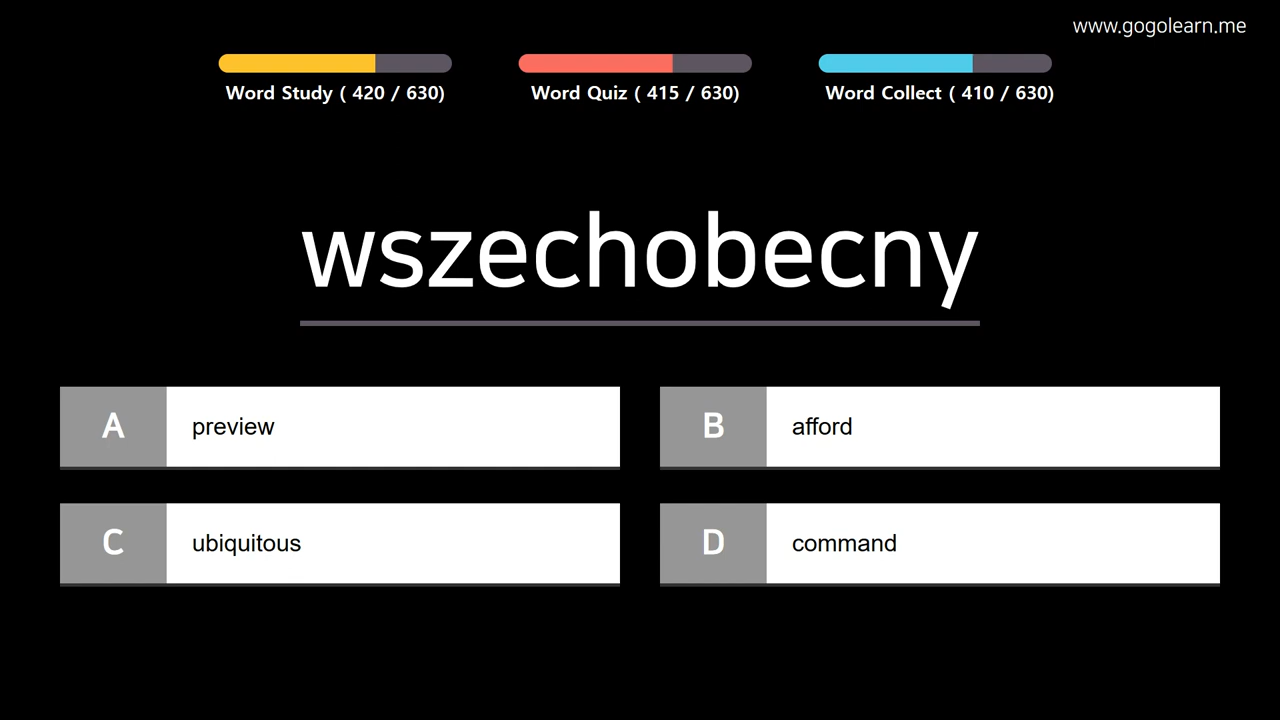 www.gogolearn.me
Word Study ( 420 / 630)
Word Quiz ( 415 / 630)
Word Collect ( 410 / 630)
wszechobecny
A preview
B afford
C ubiquitous
D command